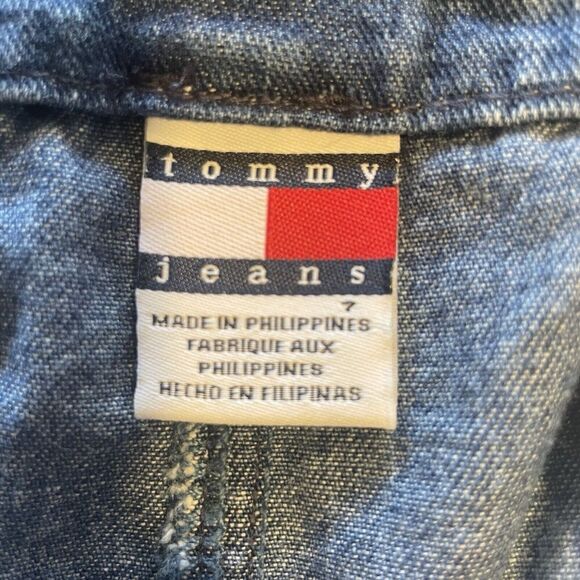 tommy
jeans
7
MADE IN PHILIPPINES
FABRIQUE AUX
PHILIPPINES
HECHO EN FILIPINAS